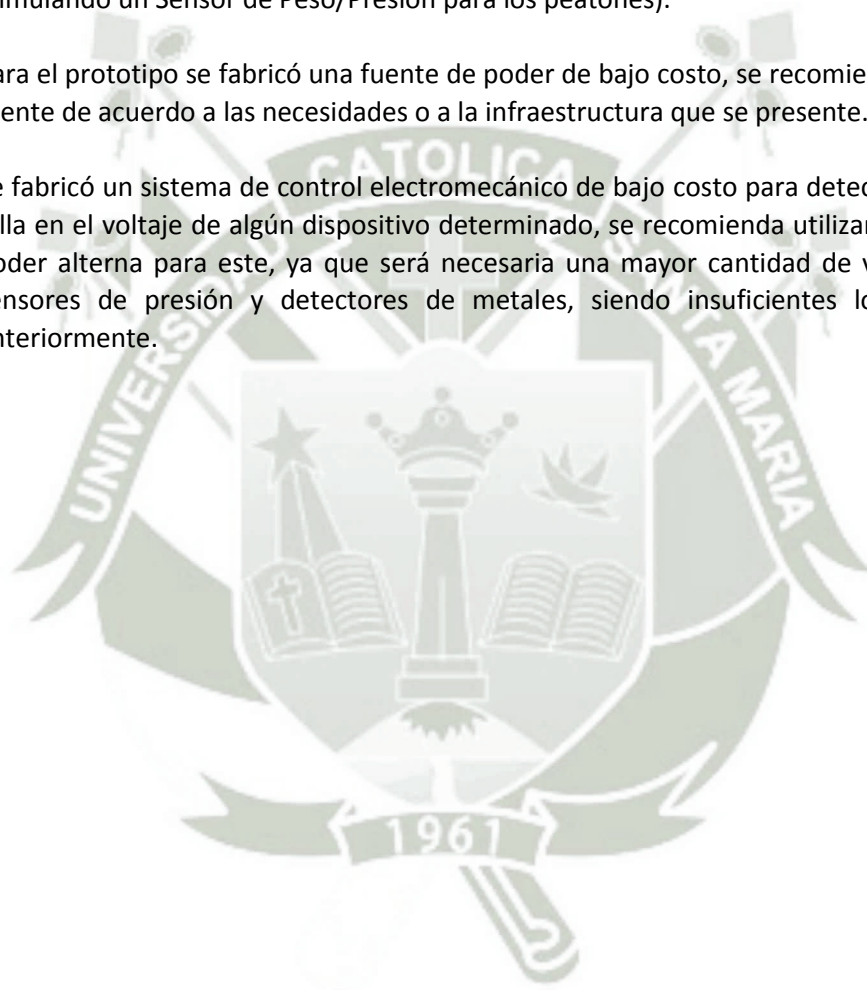 imulando un Sensor de Peso/Presión para los peatones).
ara el prototipo se fabricó una fuente de poder de bajo costo, se recomie
ente de acuerdo a las necesidades o a la infraestructura que se presente.
e fabricó un sistema de control electromecánico de bajo costo para detec
lla en el voltaje de algún dispositivo determinado, se recomienda utilizar
oder alterna para este, ya que será necesaria una mayor cantidad de v
ensores de presión y detectores de metales, siendo insuficientes lo
nteriormente.
UNIVERSIDAD CATOLICA SANTA MARIA
1961